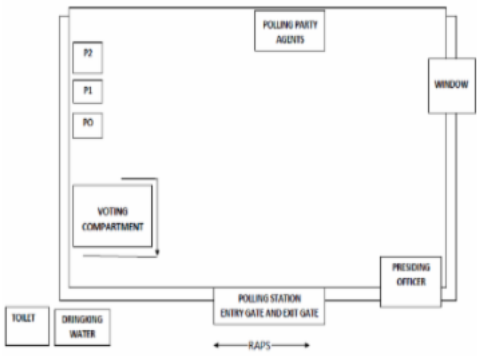 POLLING PARTY
AGENTS
P2
P1
PO
WINDOW
VOTING
COMPARTMENT
PRESIDING
OFFICER
POLLING STATION
ENTRY GATE AND EXIT GATE
TOILET
DRINGKING
WATER
RAPS